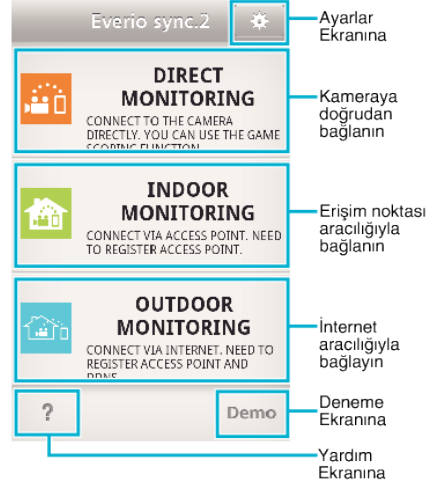 Everio sync.2
Ayarlar
Ekranına
DIRECT
MONITORING
CONNECT TO THE CAMERA
DIRECTLY. YOU CAN USE THE GAME
SCOPING FUNCTION
Kameraya
doğrudan
bağlanın
INDOOR
MONITORING
CONNECT VIA ACCESS POINT. NEED
TO REGISTER ACCESS POINT.
Erişim noktası
aracılığıyla
bağlanın
OUTDOOR
MONITORING
CONNECT VIA INTERNET. NEED TO
REGISTER ACCESS POINT AND
İnternet
aracılığıyla
bağlayın
?
Demo
Deneme
Ekranına
Yardım
Ekranına